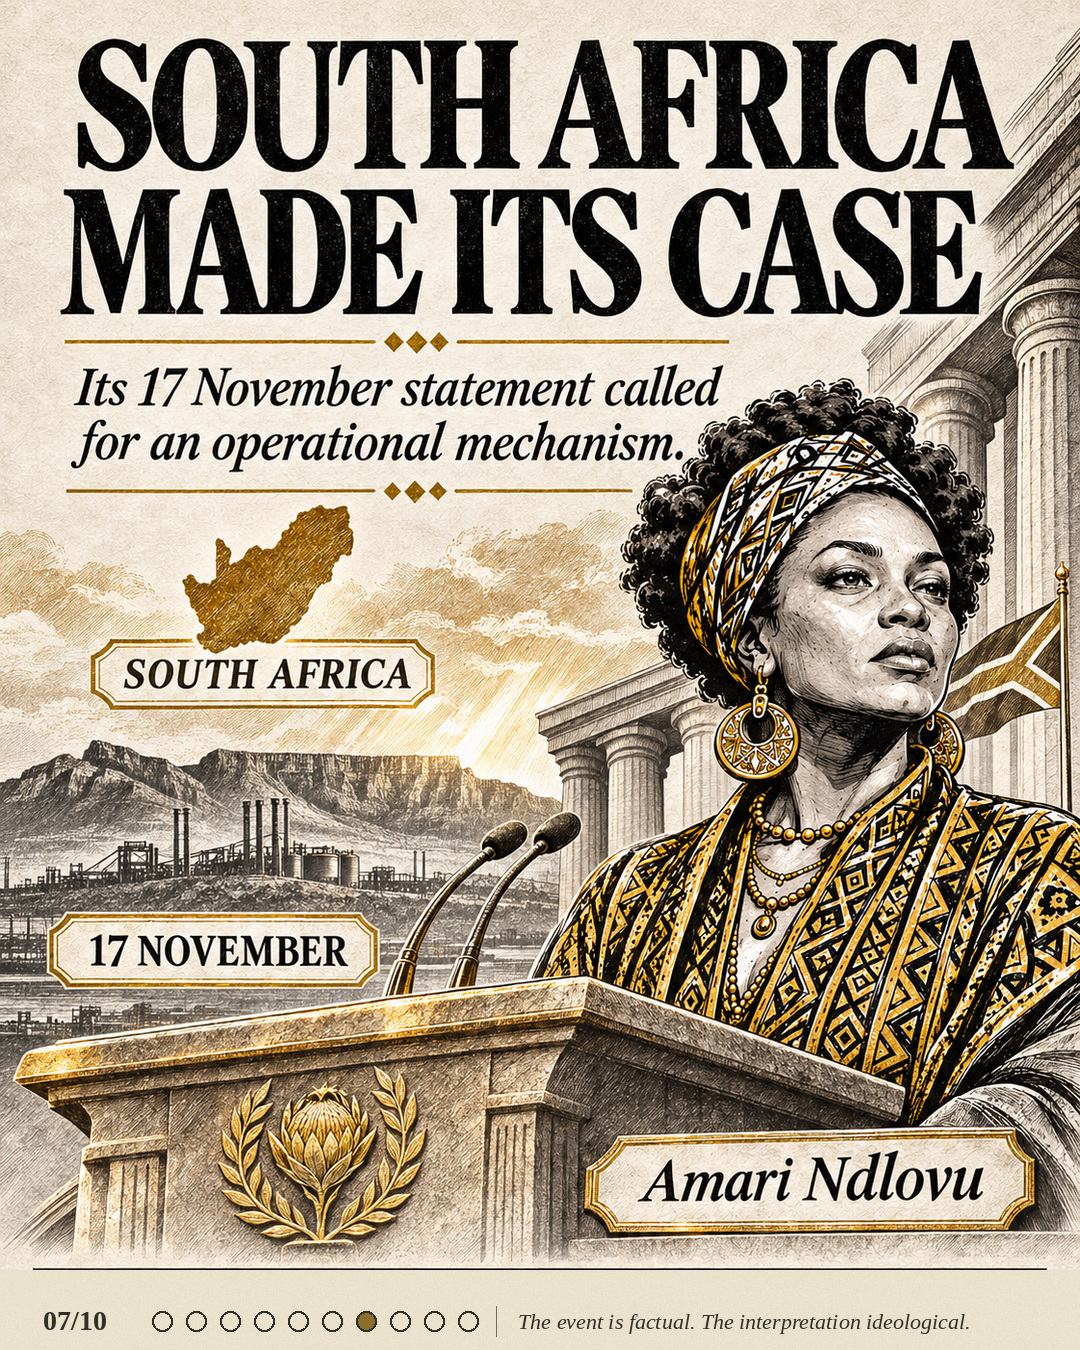 SOUTH AFRICA
MADE ITS CASE
Its 17 November statement called
for an operational mechanism.
SOUTH AFRICA
17 NOVEMBER
Amari Ndlovu
07/10
The event is factual. The interpretation ideological.